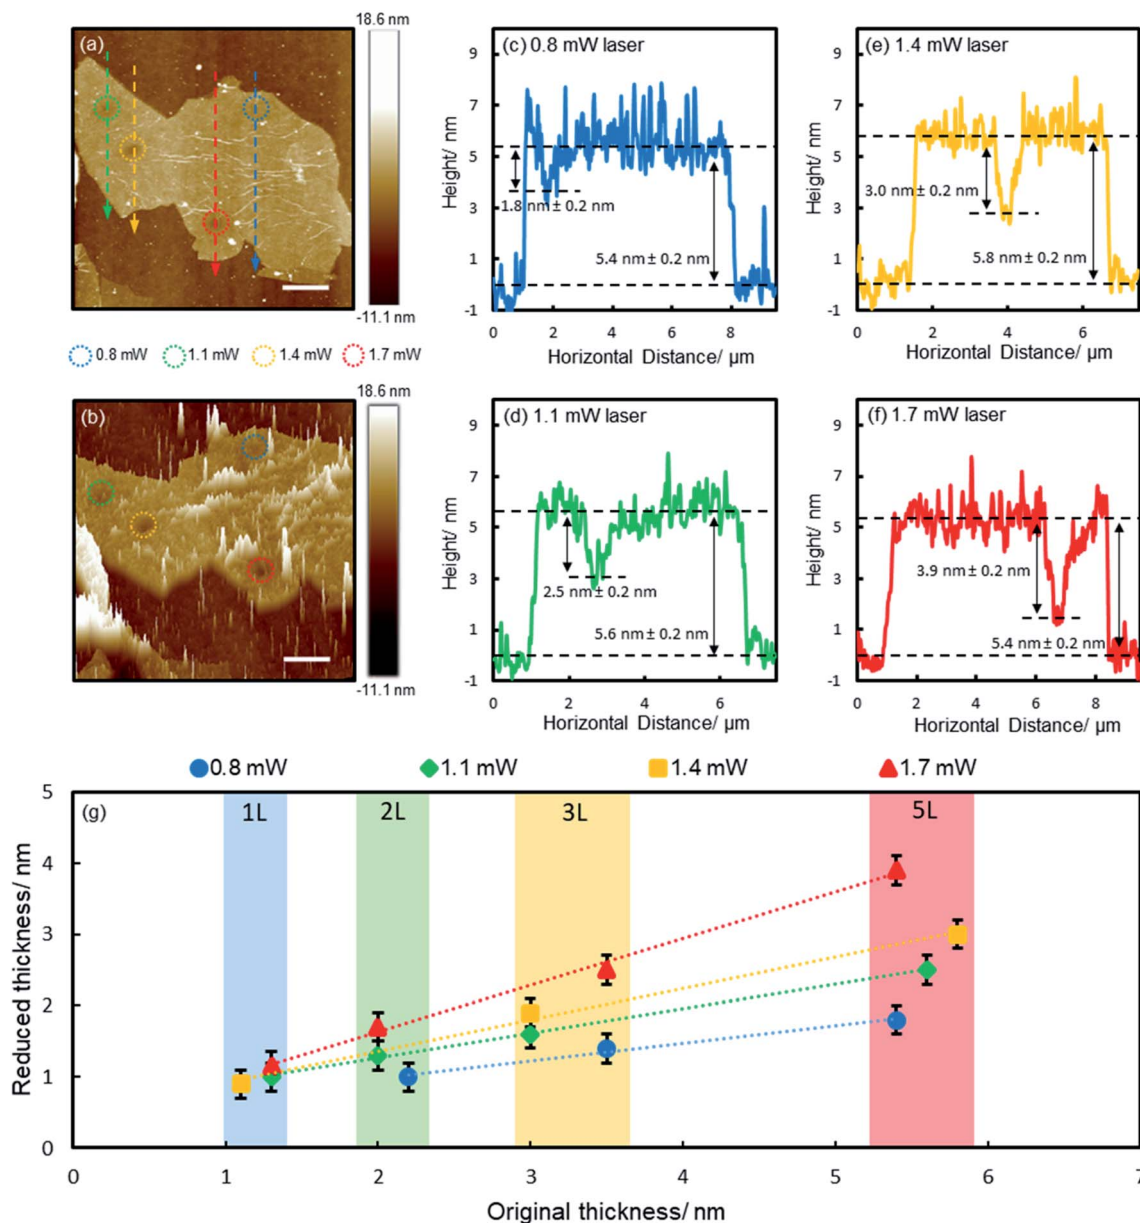 (a)
18.6 nm
-11.1 nm
0.8 mW 1.1 mW 1.4 mW 1.7 mW
(b)
18.6 nm
-11.1 nm
(c) 0.8 mW laser
Height/ nm
9
7
5
3
1
-1
1.8 nm ± 0.2 nm
5.4 nm ± 0.2 nm
0 2 4 6 8
Horizontal Distance/ µm
(e) 1.4 mW laser
Height/ nm
9
7
5
3
1
-1
3.0 nm ± 0.2 nm
5.8 nm ± 0.2 nm
0 2 4 6
Horizontal Distance/ µm
(d) 1.1 mW laser
Height/ nm
9
7
5
3
1
-1
2.5 nm ± 0.2 nm
5.6 nm ± 0.2 nm
0 2 4 6
Horizontal Distance/ µm
(f) 1.7 mW laser
Height/ nm
9
7
5
3
1
-1
3.9 nm ± 0.2 nm
5.4 nm ± 0.2 nm
0 2 4 6 8
Horizontal Distance/ µm
0.8 mW 1.1 mW 1.4 mW 1.7 mW
(g)
1L 2L 3L 5L
Reduced thickness/ nm
5
4
3
2
1
0
0 1 2 3 4 5 6 7
Original thickness/ nm